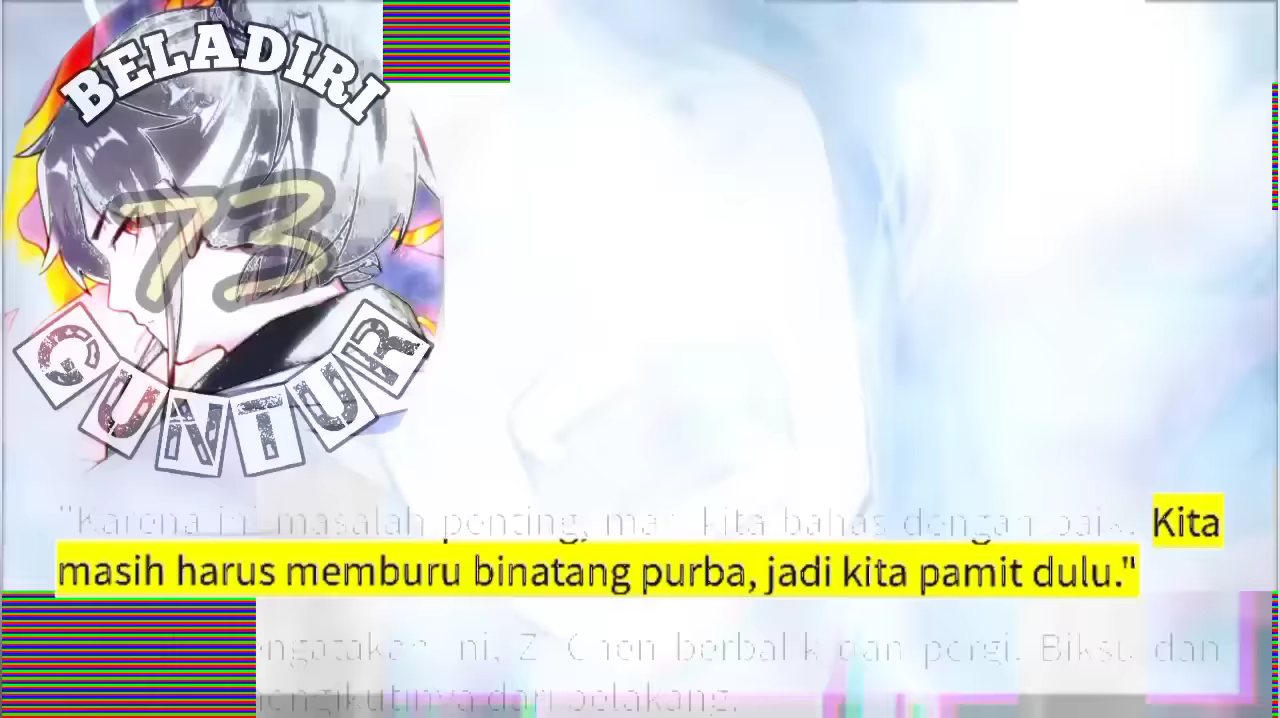 BELADIRI
73
GUNTUR
"Karena ini masalah penting, mari kita bahas dengan baik. Kita
masih harus memburu binatang purba, jadi kita pamit dulu."
mengatakan ini, Zi Chen berbalik dan pergi. Biksu dan
mengikutinya dari belakang.